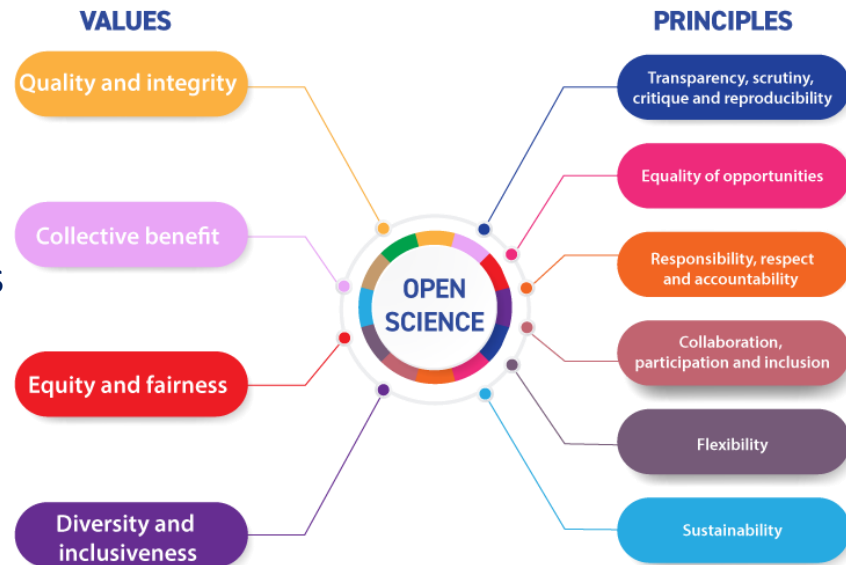 VALUES
Quality and integrity
Collective benefit
s
Equity and fairness
Diversity and
inclusiveness
OPEN
SCIENCE
PRINCIPLES
Transparency, scrutiny,
critique and reproducibility
Equality of opportunities
Responsibility, respect
and accountability
Collaboration,
participation and inclusion
Flexibility
Sustainability